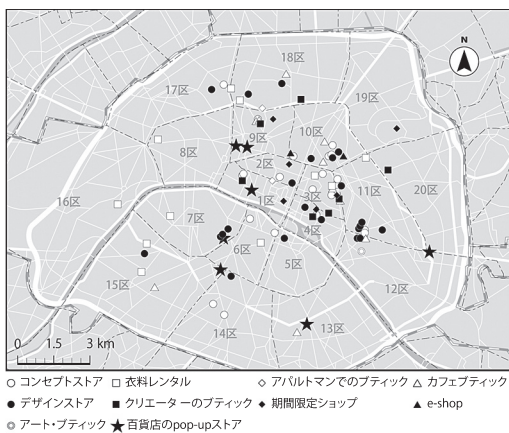 N
18区
17区
19区
9区
10区
8区
2区
3区
11区
20区
16区
1区
7区
4区
6区
5区
15区
12区
14区
13区
0 1.5 3 km
○ コンセプトストア □ 衣料レンタル ◇ アパルトマンでのブティック △ カフェブティック
● デザインストア ■ クリエーターのブティック ◆ 期間限定ショップ ▲ e-shop
◎ アート・ブティック ★ 百貨店のpop-upストア